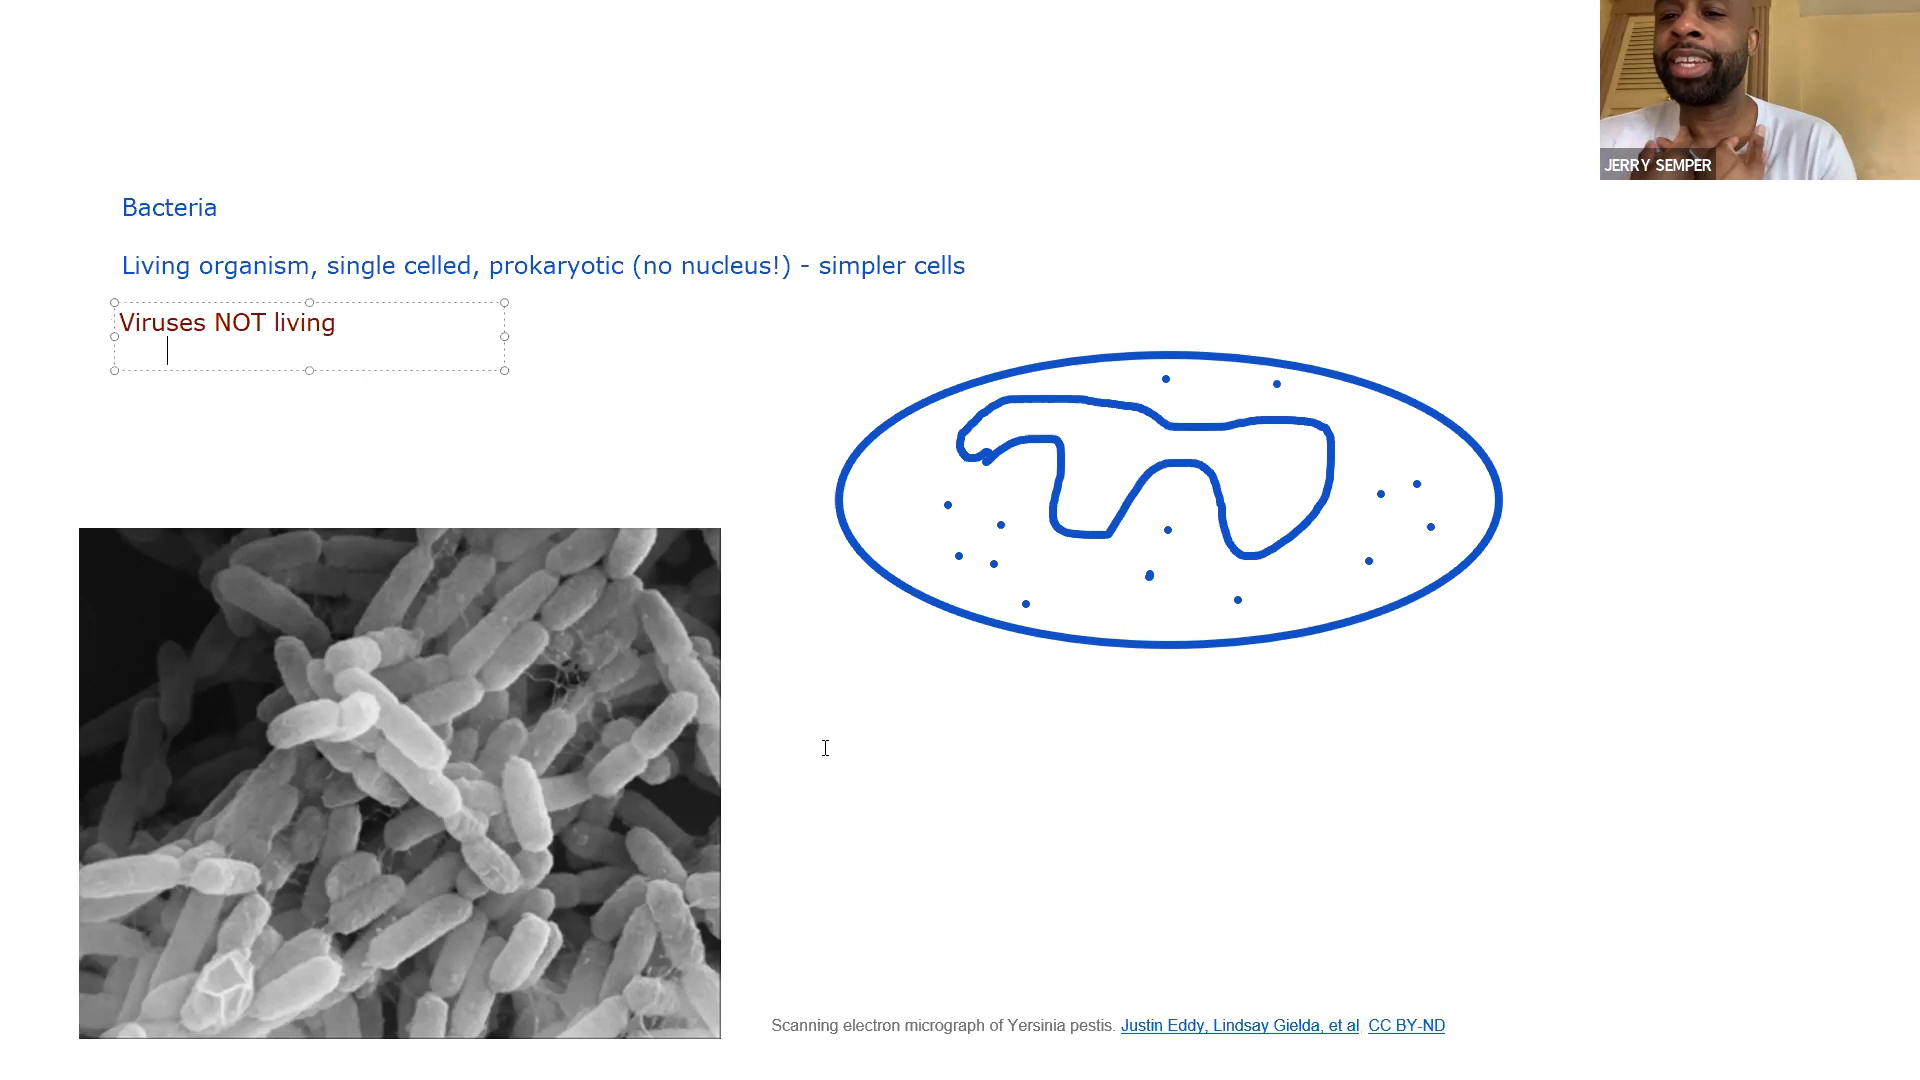 JERRY SEMPER
Bacteria
Living organism, single celled, prokaryotic (no nucleus!) - simpler cells
Viruses NOT living
Scanning electron micrograph of Yersinia pestis. Justin Eddy, Lindsay Gielda, et al CC BY-ND